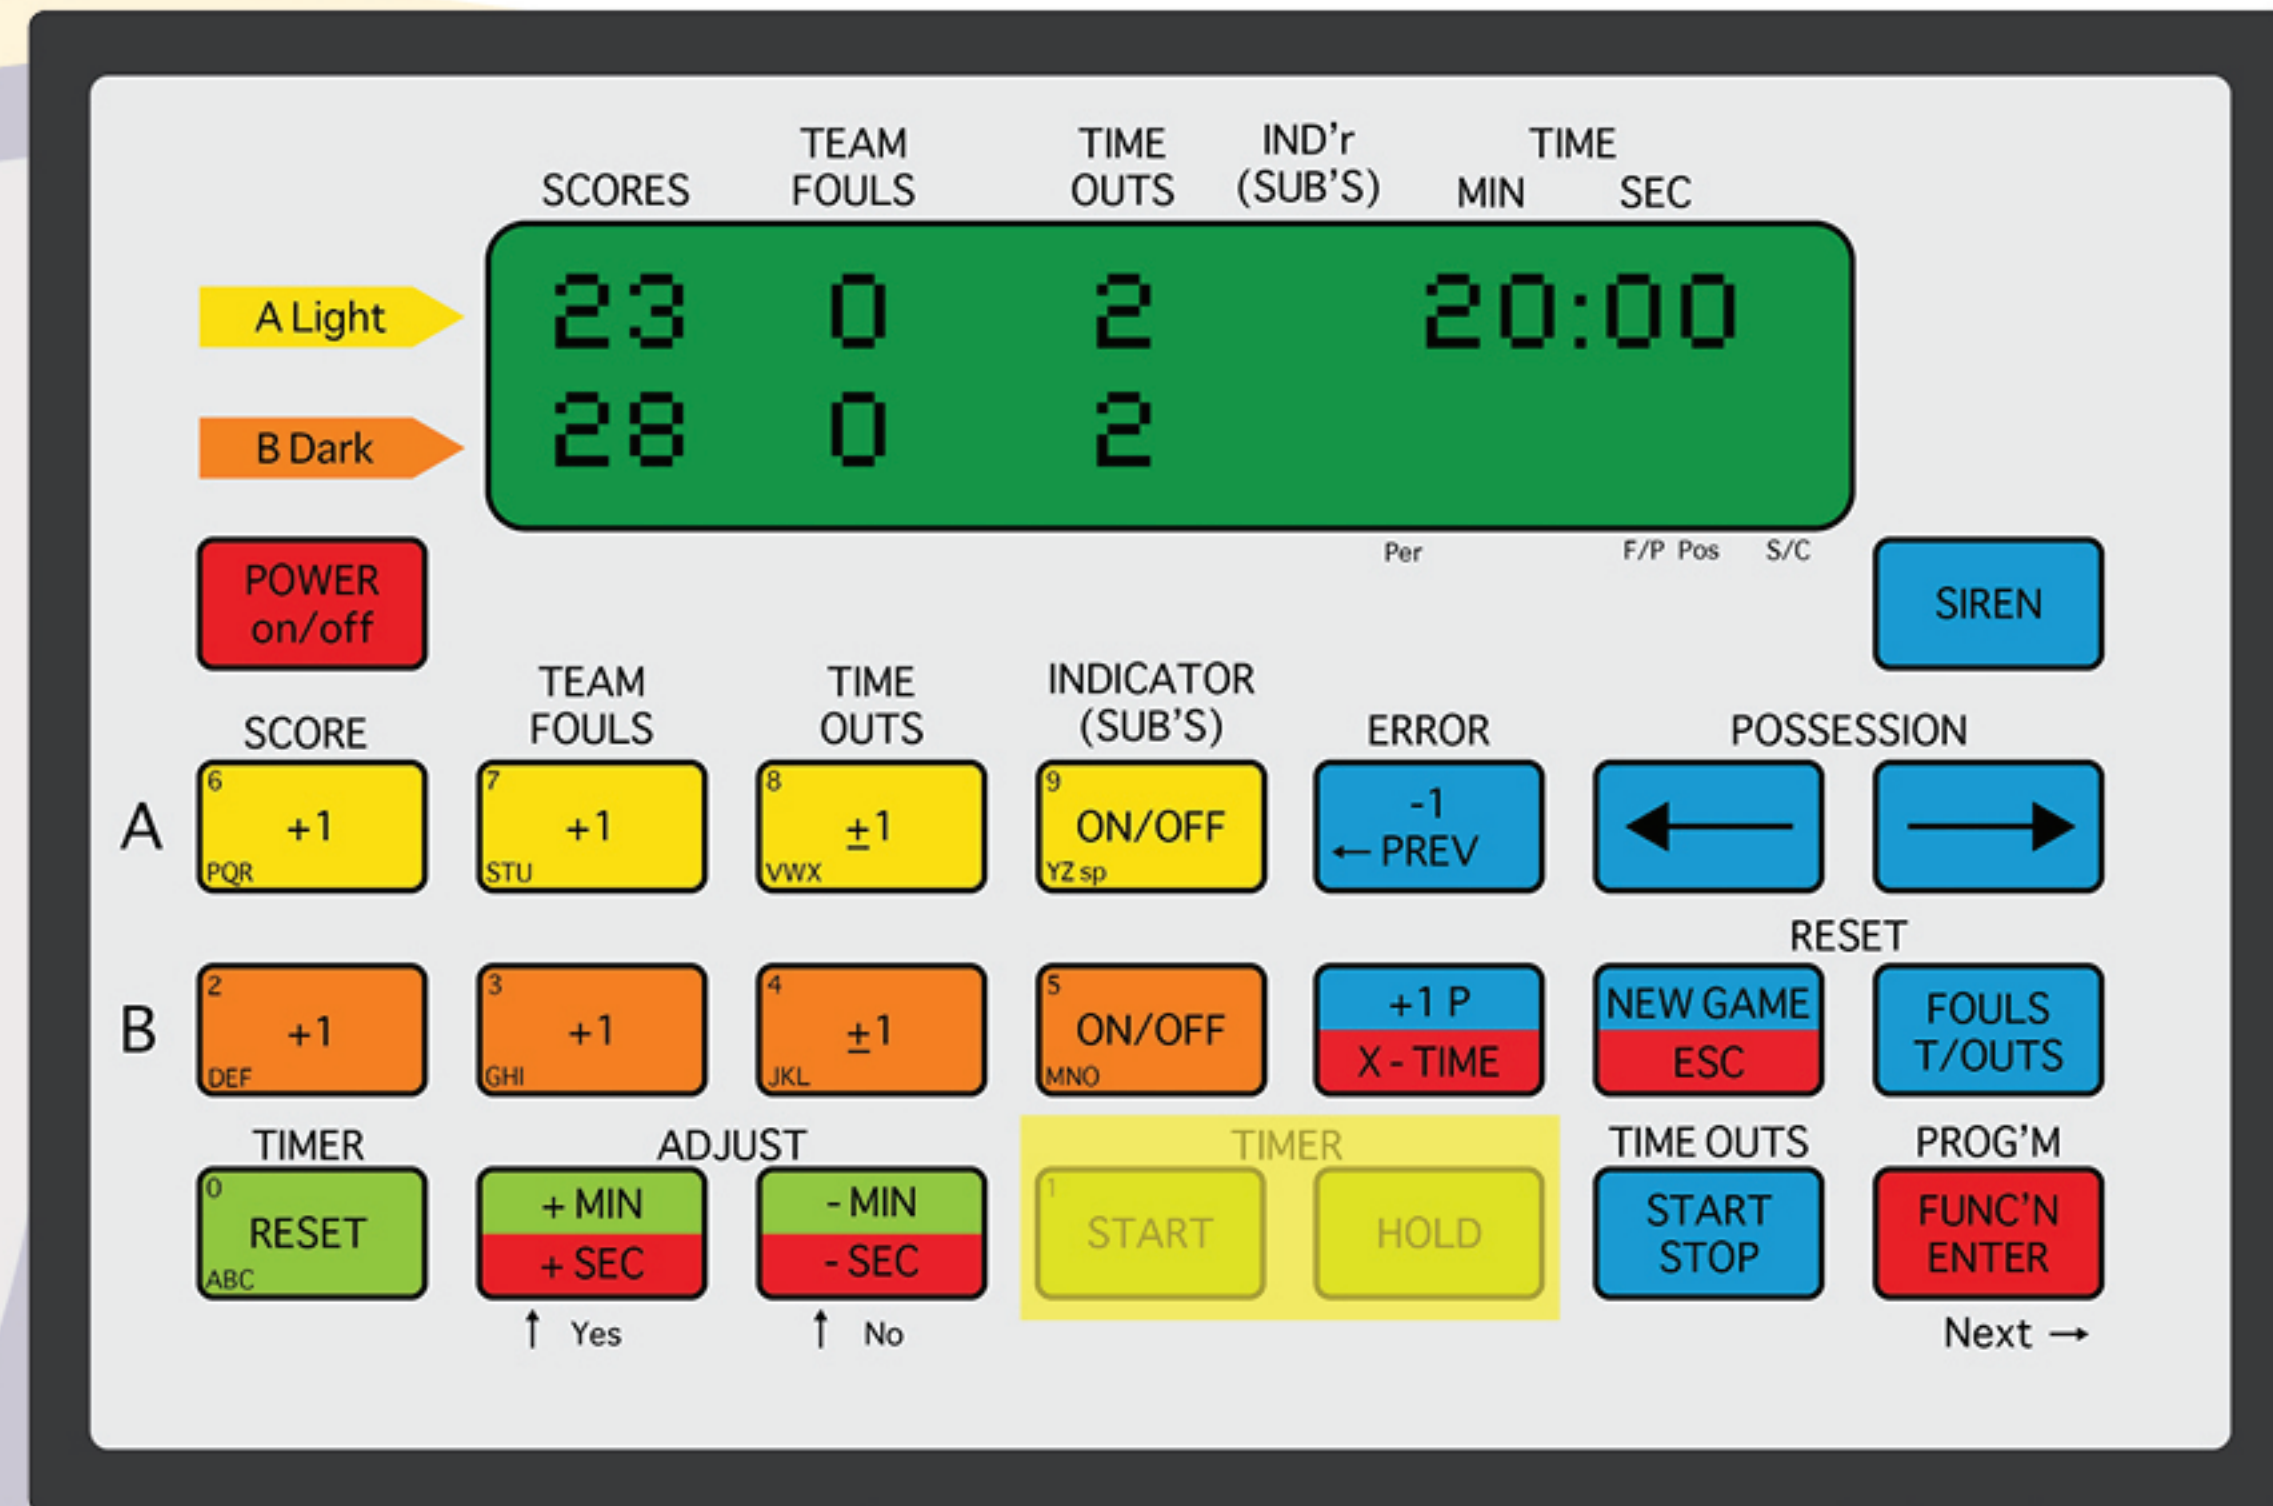 TEAM TIME IND'r TIME
SCORES FOULS OUTS (SUB'S) MIN SEC
A Light 23 0 2 20:00
B Dark 28 0 2
Per F/P Pos S/C
POWER
on/off
SIREN
TEAM TIME INDICATOR
SCORE FOULS OUTS (SUB'S) ERROR POSSESSION
A
6 +1 PQR
7 +1 STU
8 ±1 VWX
9 ON/OFF YZ sp
-1
← PREV
← →
RESET
B
2 +1 DEF
3 +1 GHI
4 ±1 JKL
5 ON/OFF MNO
+1 P
X - TIME
NEW GAME
ESC
FOULS
T/OUTS
TIMER ADJUST TIMER TIME OUTS PROG'M
0 RESET ABC
+ MIN
+ SEC
- MIN
- SEC
1 START
HOLD
START
STOP
FUNC'N
ENTER
↑ Yes ↑ No Next →